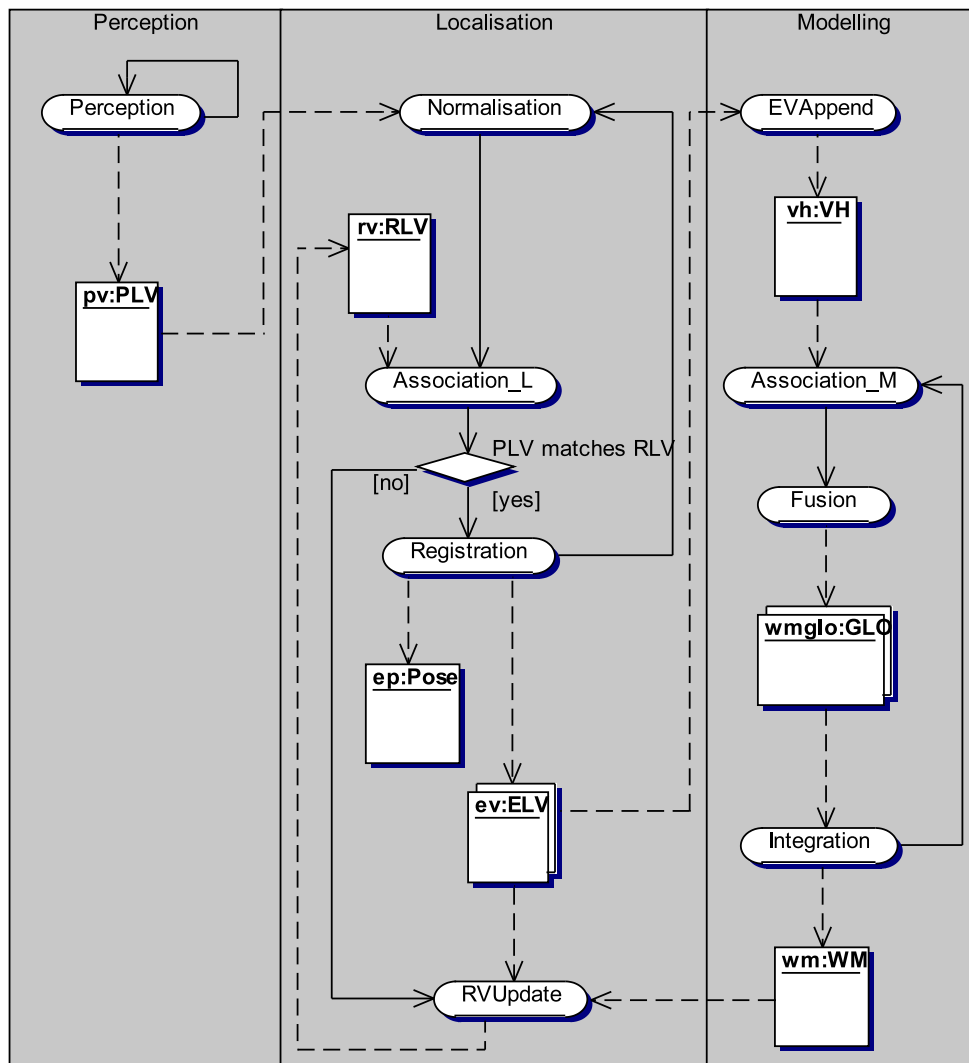 Perception
Localisation
Modelling
Perception
Normalisation
EVAppend
vh:VH
rv:RLV
pv:PLV
Association_L
Association_M
PLV matches RLV
[no]
[yes]
Fusion
Registration
wmglo:GLO
ep:Pose
ev:ELV
Integration
wm:WM
RVUpdate